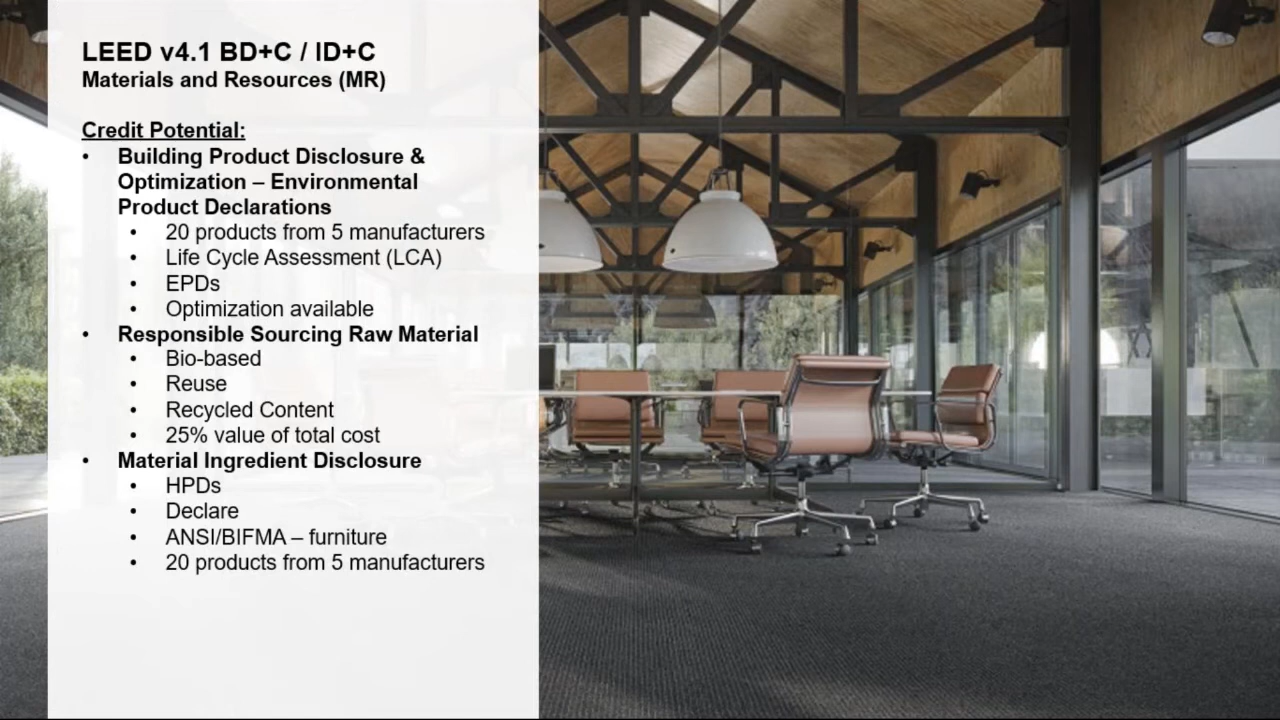 LEED v4.1 BD+C / ID+C
Materials and Resources (MR)
Credit Potential:
• Building Product Disclosure &
Optimization – Environmental
Product Declarations
• 20 products from 5 manufacturers
• Life Cycle Assessment (LCA)
• EPDs
• Optimization available
• Responsible Sourcing Raw Material
• Bio-based
• Reuse
• Recycled Content
• 25% value of total cost
• Material Ingredient Disclosure
• HPDs
• Declare
• ANSI/BIFMA – furniture
• 20 products from 5 manufacturers